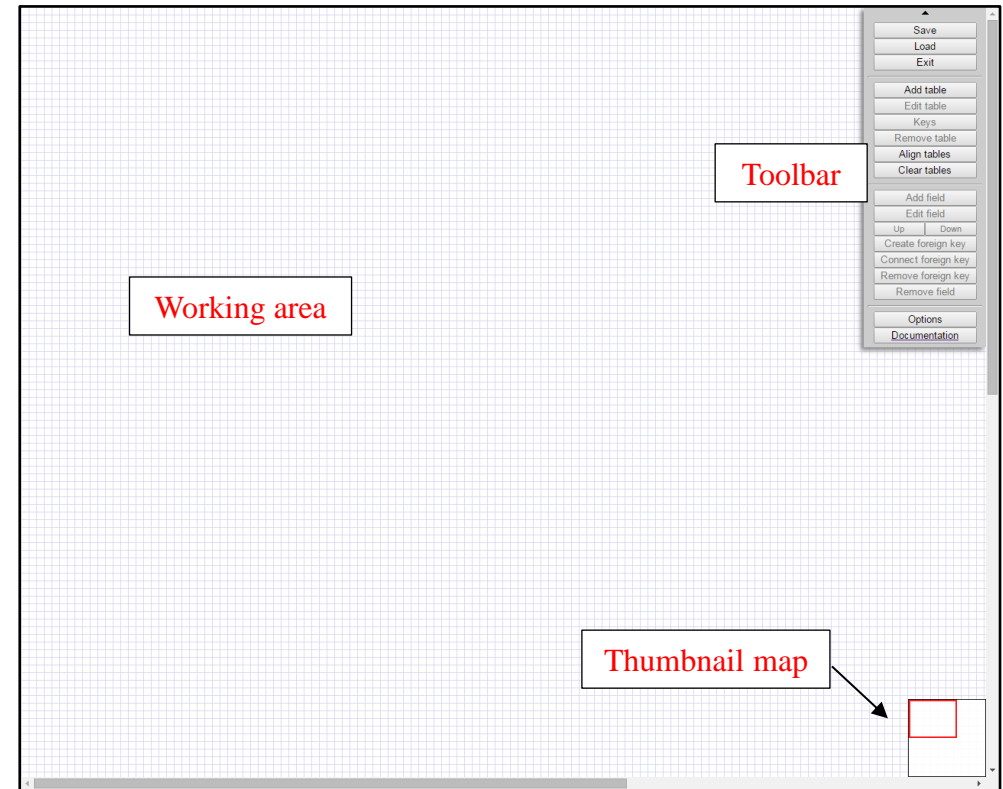 Save
Load
Exit
Add table
Edit table
Keys
Remove table
Align tables
Clear tables
Toolbar
Add field
Edit field
Up Down
Create foreign key
Connect foreign key
Remove foreign key
Remove field
Working area
Options
Documentation
Thumbnail map